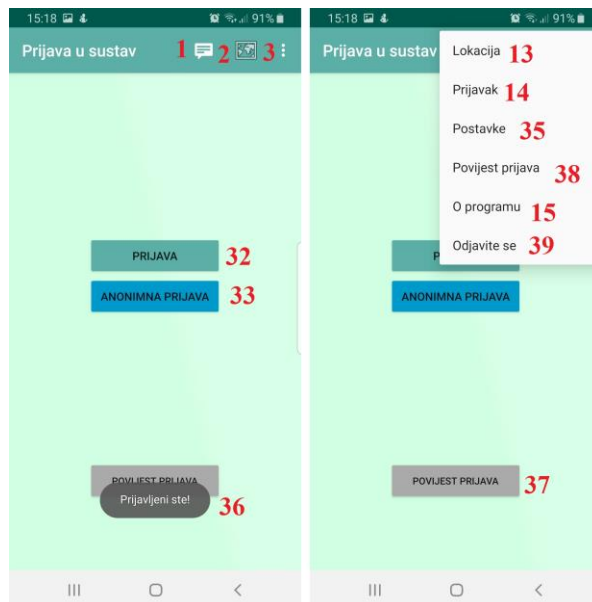 15:18 91%
Prijava u sustav 1 2 3
PRIJAVA 32
ANONIMNA PRIJAVA 33
POVIJEST PRIJAVA
Prijavljeni ste! 36
15:18 91%
Prijava u sustav
Lokacija 13
Prijavak 14
Postavke 35
Povijest prijava 38
O programu 15
Odjavite se 39
P
ANONIMNA PRIJAVA
POVIJEST PRIJAVA 37